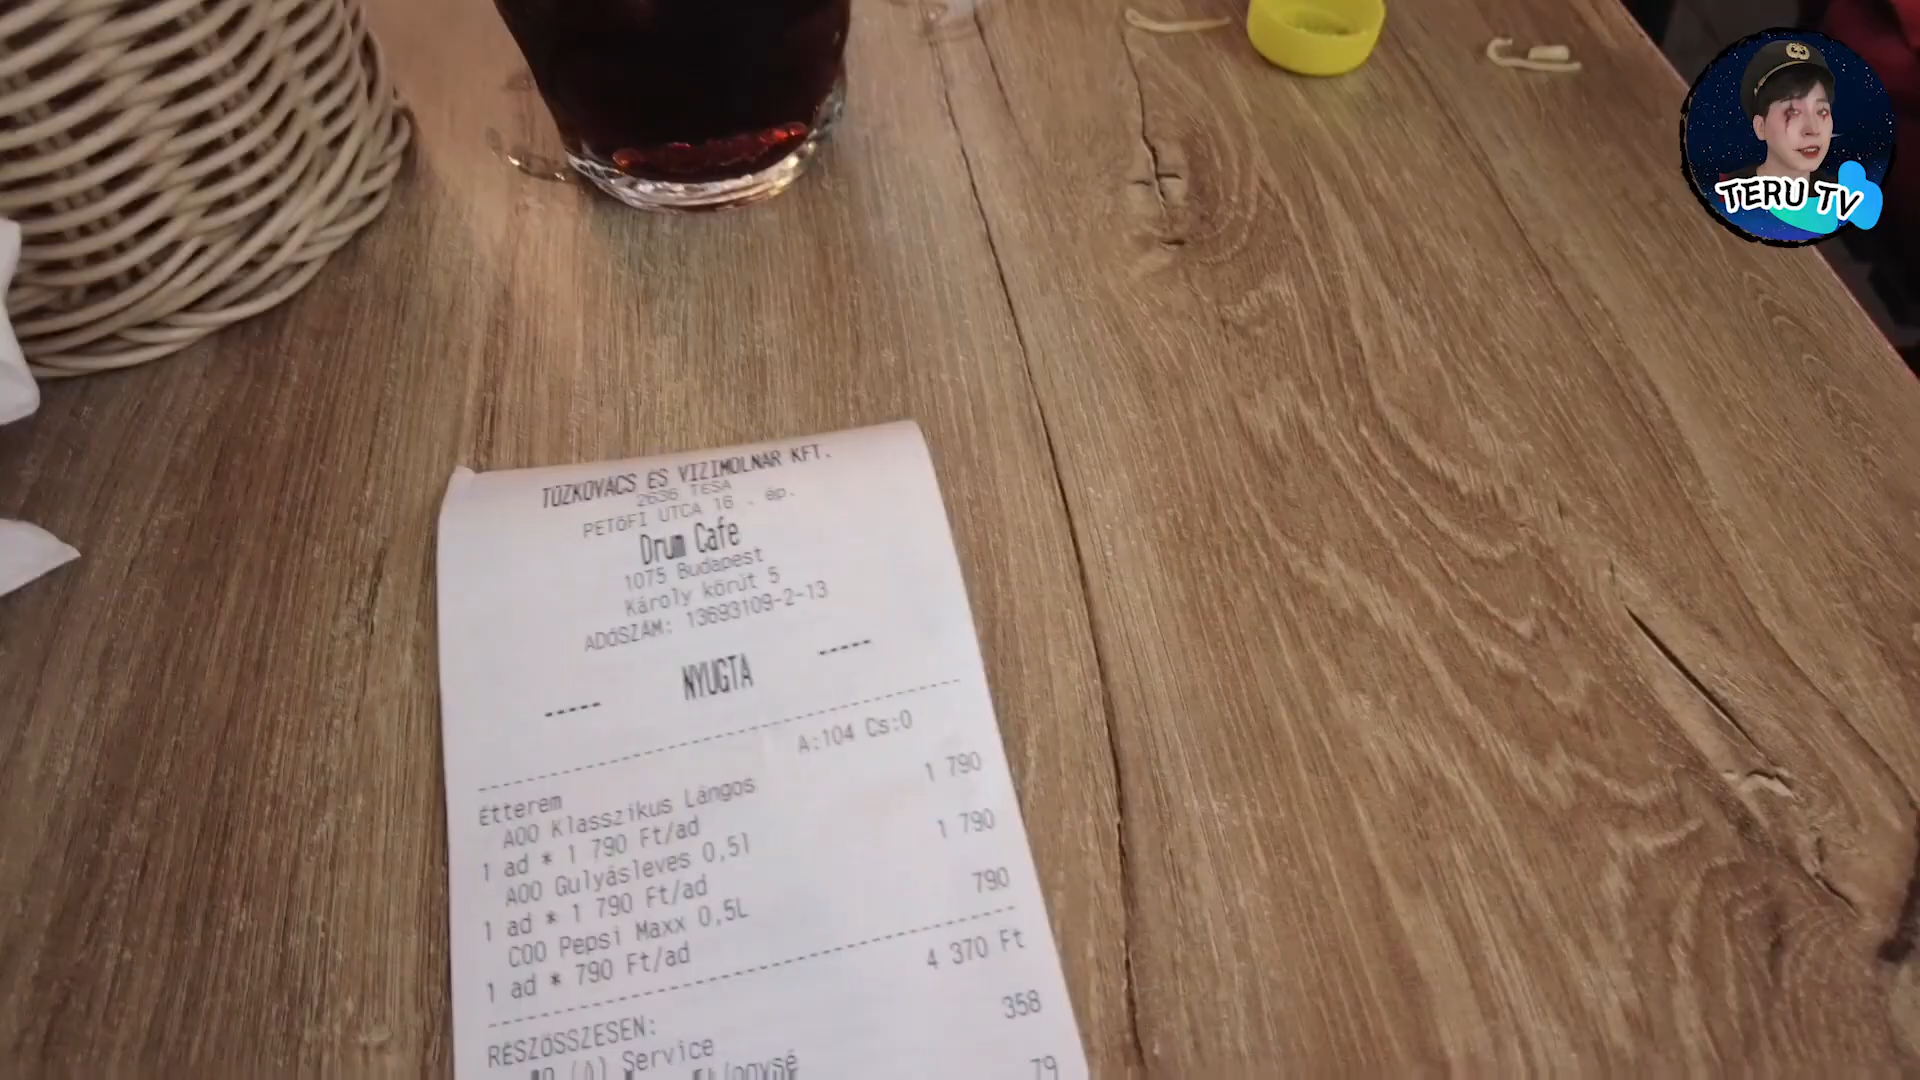 TERU TV
TŰZKOVÁCS ÉS VIZIMOLNÁR KFT.
2636 TÉSA
PETŐFI UTCA 16 . ép.
Drum Cafe
1075 Budapest
Károly körút 5
ADÓSZÁM: 13693109-2-13
----- NYUGTA -----
A:104 Cs:0
Étterem
A00 Klasszikus Lángos 1 790
1 ad * 1 790 Ft/ad
A00 Gulyásleves 0,5l 1 790
1 ad * 1 790 Ft/ad
C00 Pepsi Maxx 0,5L 790
1 ad * 790 Ft/ad
RÉSZÖSSZESEN: 4 370 Ft
Service 358
79